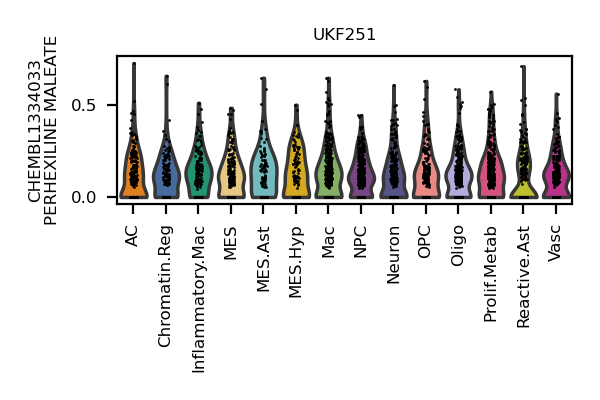 UKF251
CHEMBL1334033
PERHEXILINE MALEATE
0.5
0.0
AC
Chromatin.Reg
Inflammatory.Mac
MES
MES.Ast
MES.Hyp
Mac
NPC
Neuron
OPC
Oligo
Prolif.Metab
Reactive.Ast
Vasc